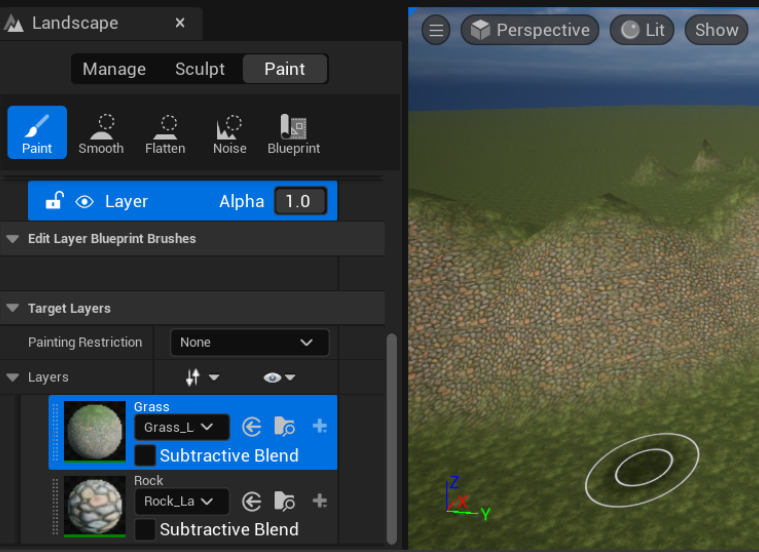 Landscape
Perspective Lit Show
Manage Sculpt Paint
Paint Smooth Flatten Noise Blueprint
Layer Alpha 1.0
Edit Layer Blueprint Brushes
Target Layers
Painting Restriction None
Layers
Grass
Grass_L
Subtractive Blend
Rock
Rock_La
Subtractive Blend
Z
X
Y